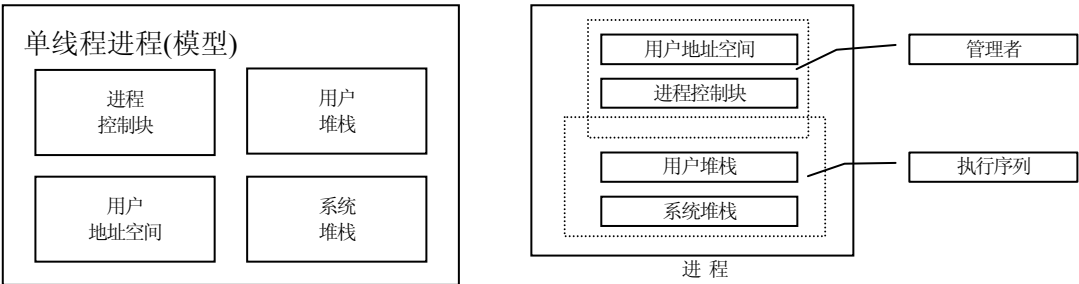 单线程进程(模型)
进程
控制块
用户
堆栈
用户
地址空间
系统
堆栈
用户地址空间
管理者
进程控制块
用户堆栈
执行序列
系统堆栈
进 程